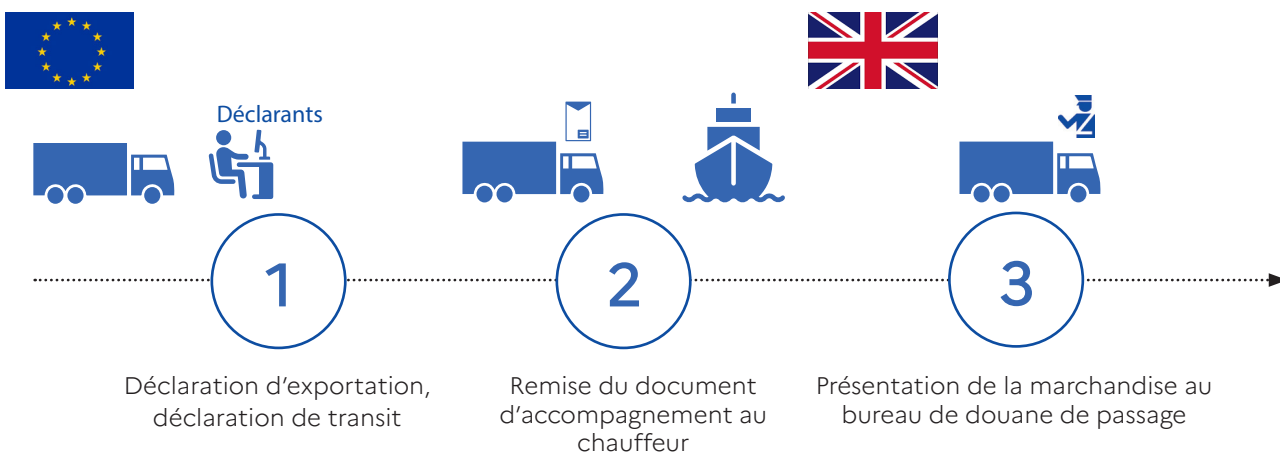 Déclarants
1
2
3
Déclaration d’exportation,
déclaration de transit
Remise du document
d’accompagnement au
chauffeur
Présentation de la marchandise au
bureau de douane de passage